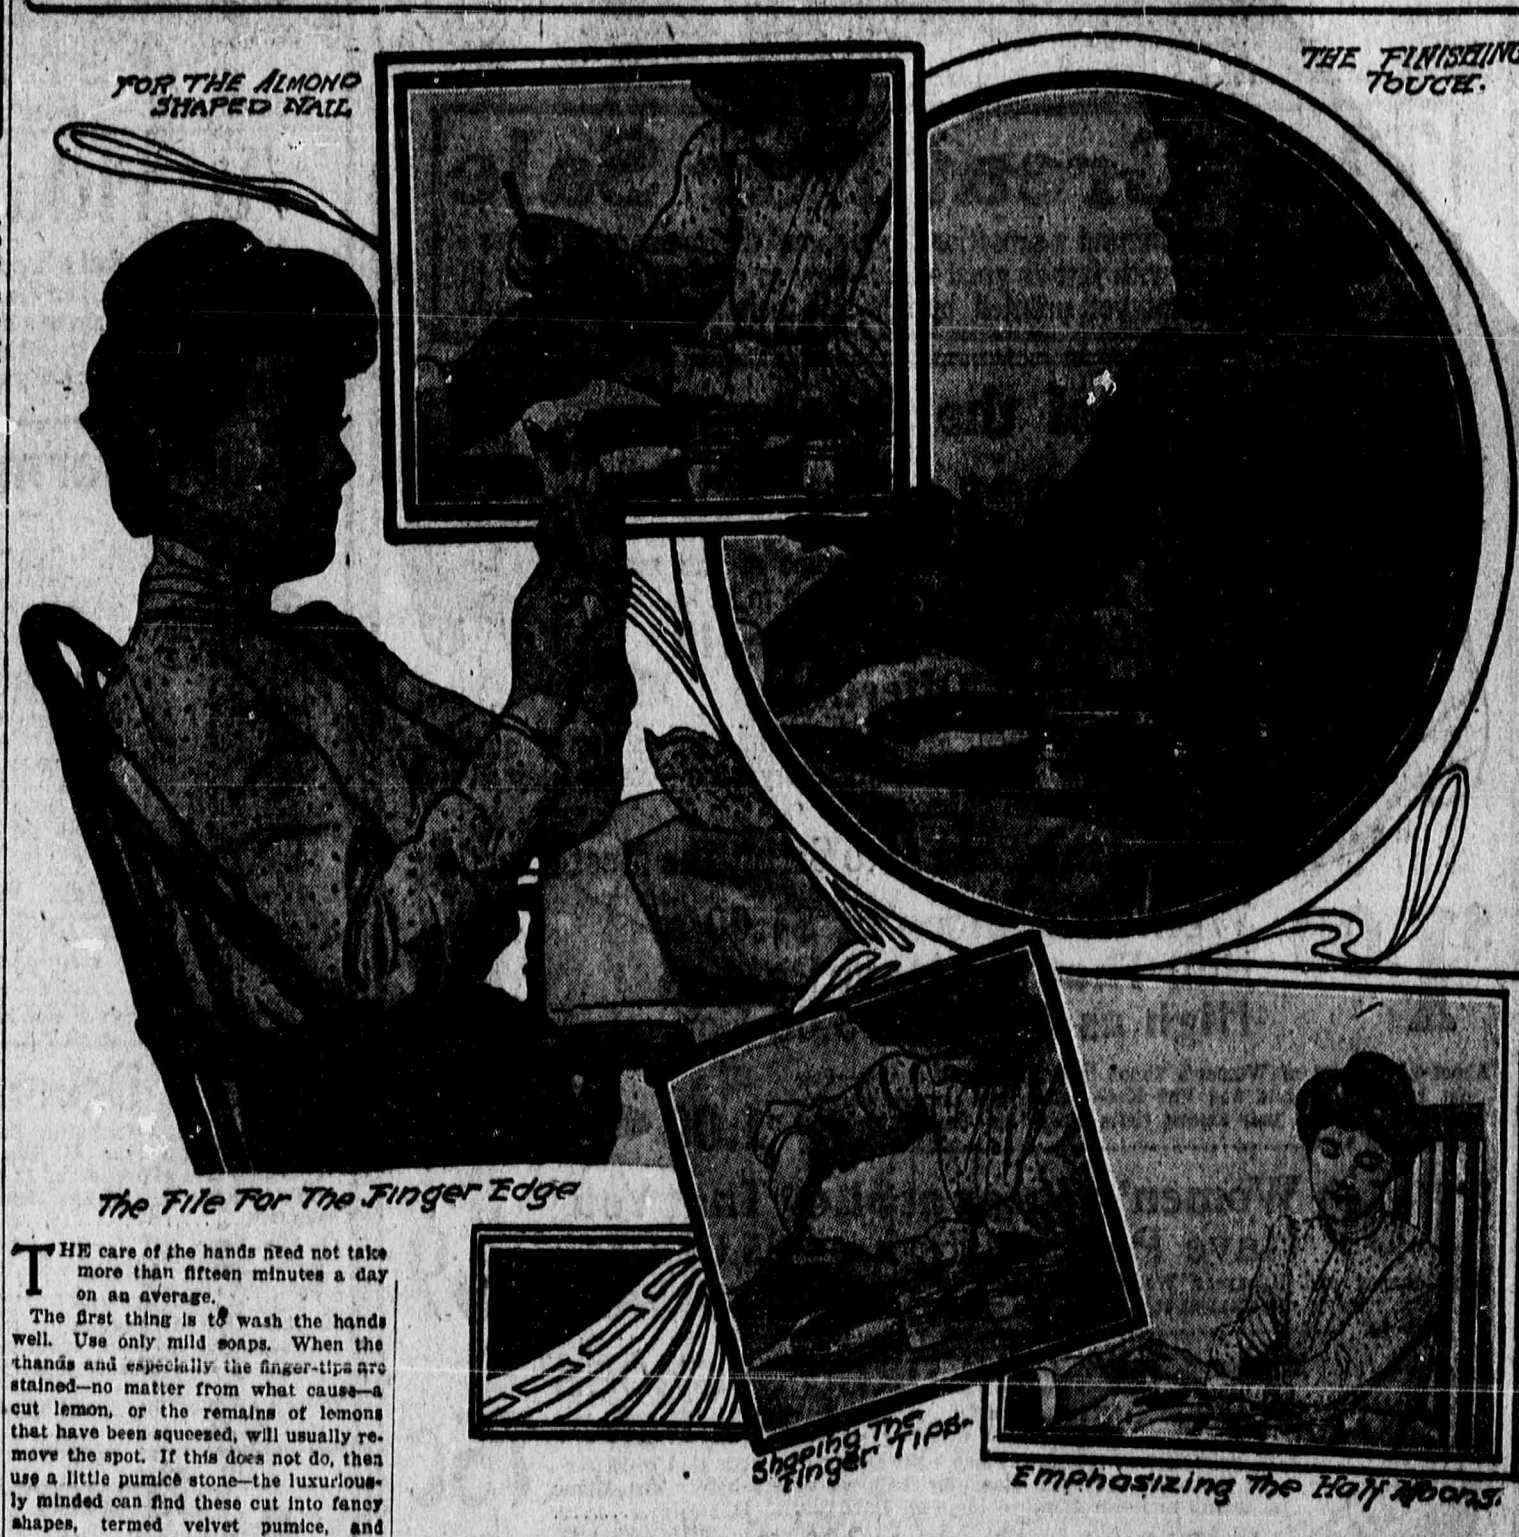 FOR THE ALMOND
SHAPED NAIL
THE FINISHING
TOUCH.
The File For The Finger Edge
THE care of the hands need not take
more than fifteen minutes a day
on an average.
The first thing is to wash the hands
well. Use only mild soaps. When the
thands and especially the finger-tips are
stained—no matter from what cause—a
cut lemon, or the remains of lemons
that have been squeezed, will usually re-
move the spot. If this does not do, then
use a little pumice stone—the luxurious-
ly minded can find these cut into fancy
shapes, termed velvet pumice, and
Shaping The
Finger Tips-
Emphasizing The Half Moons.